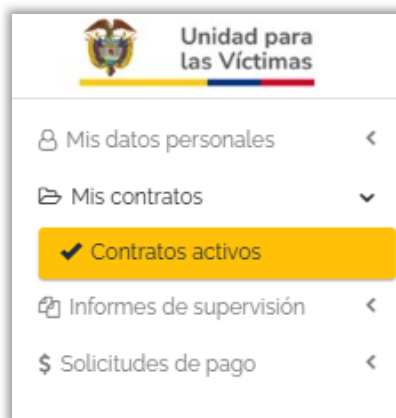 Unidad para
las Víctimas
Mis datos personales
Mis contratos
Contratos activos
Informes de supervisión
$ Solicitudes de pago